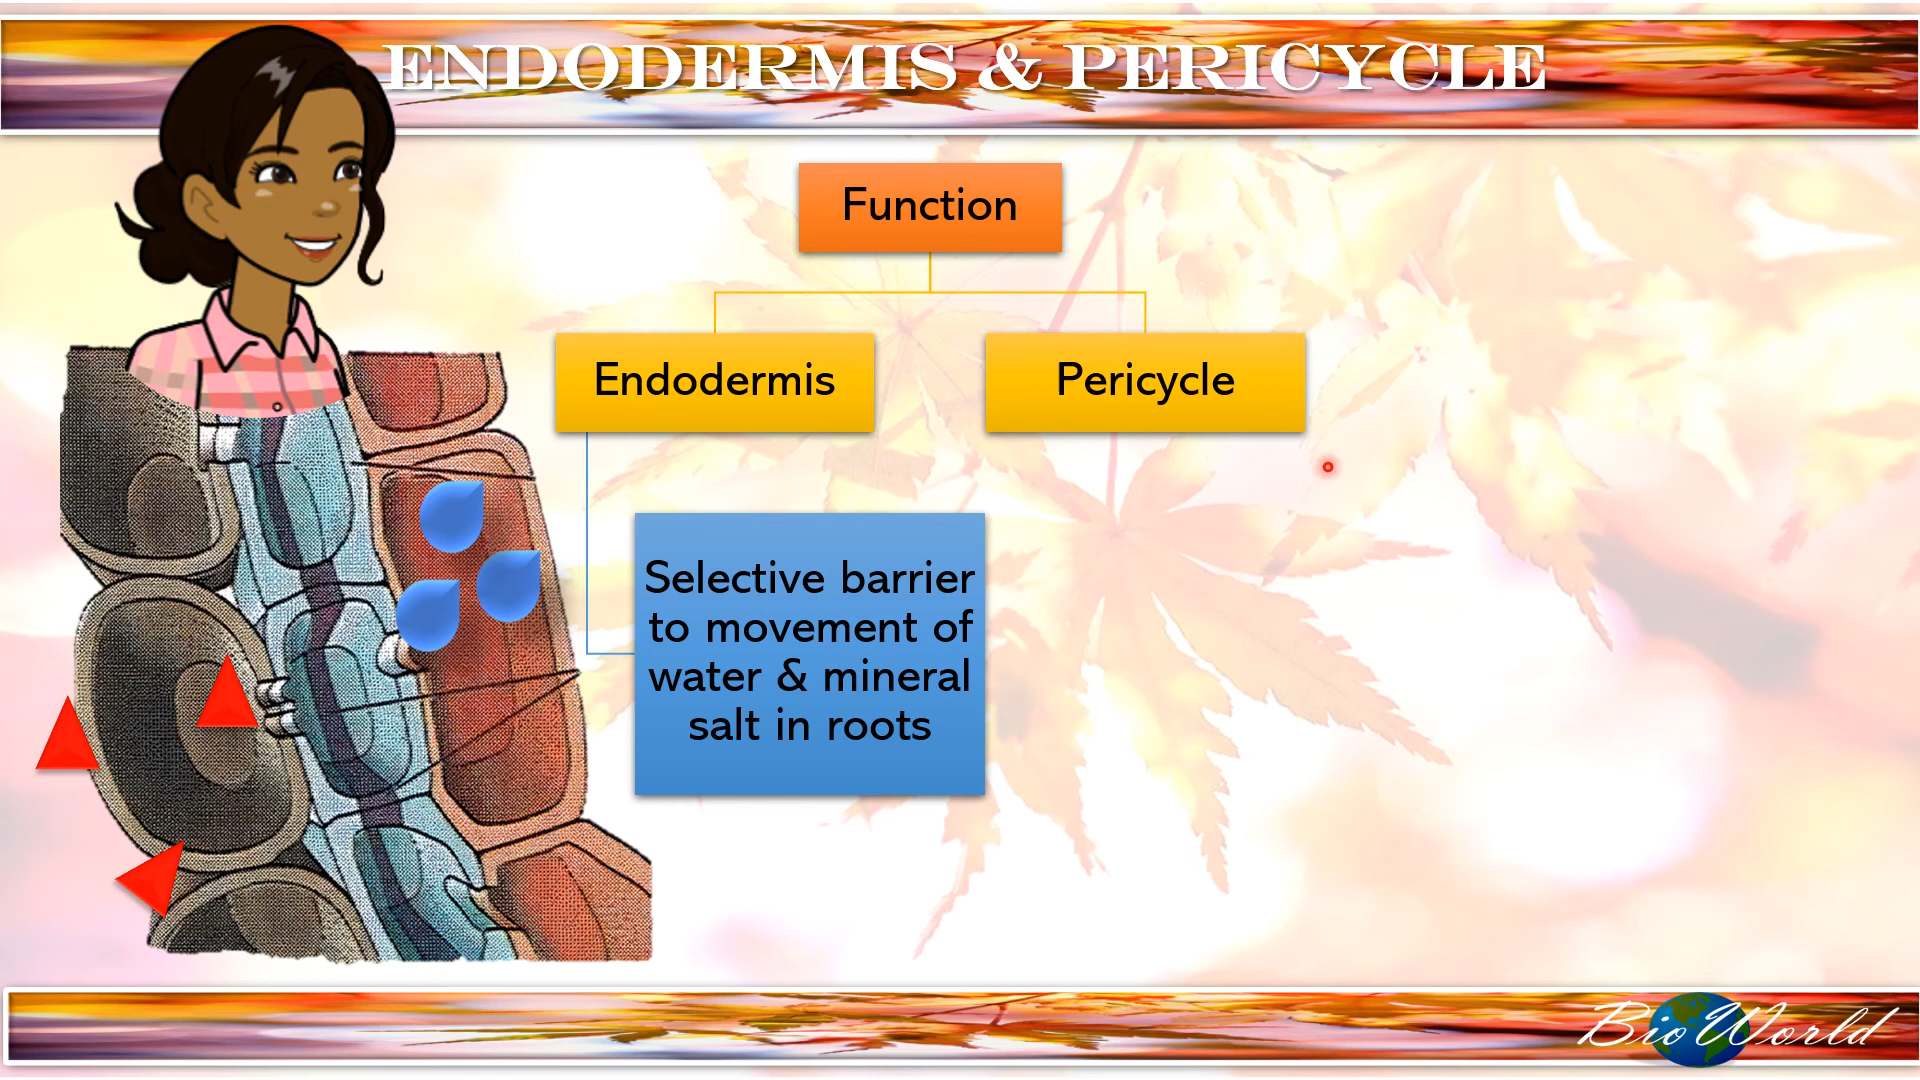 ENDODERMIS & PERICYCLE
Function
Endodermis
Pericycle
Selective barrier
to movement of
water & mineral
salt in roots
BioWorld